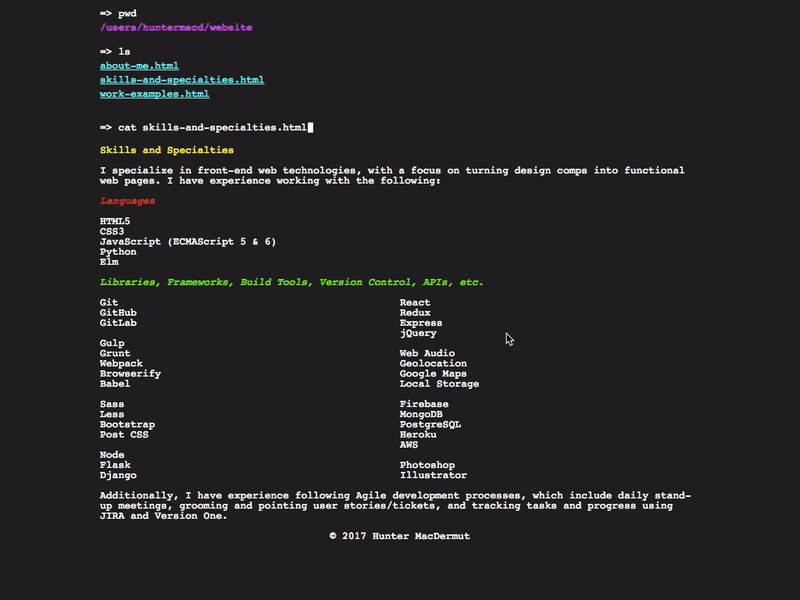 => pwd
/users/huntermacd/website
=> ls
about-me.html
skills-and-specialties.html
work-examples.html
=> cat skills-and-specialties.html
Skills and Specialties
I specialize in front-end web technologies, with a focus on turning design comps into functional
web pages. I have experience working with the following:
Languages
HTML5
CSS3
JavaScript (ECMAScript 5 & 6)
Python
Elm
Libraries, Frameworks, Build Tools, Version Control, APIs, etc.
Git
GitHub
GitLab
Gulp
Grunt
Webpack
Browserify
Babel
Sass
Less
Bootstrap
Post CSS
Node
Flask
Django
React
Redux
Express
jQuery
Web Audio
Geolocation
Google Maps
Local Storage
Firebase
MongoDB
PostgreSQL
Heroku
AWS
Photoshop
Illustrator
Additionally, I have experience following Agile development processes, which include daily stand-
up meetings, grooming and pointing user stories/tickets, and tracking tasks and progress using
JIRA and Version One.
© 2017 Hunter MacDermut